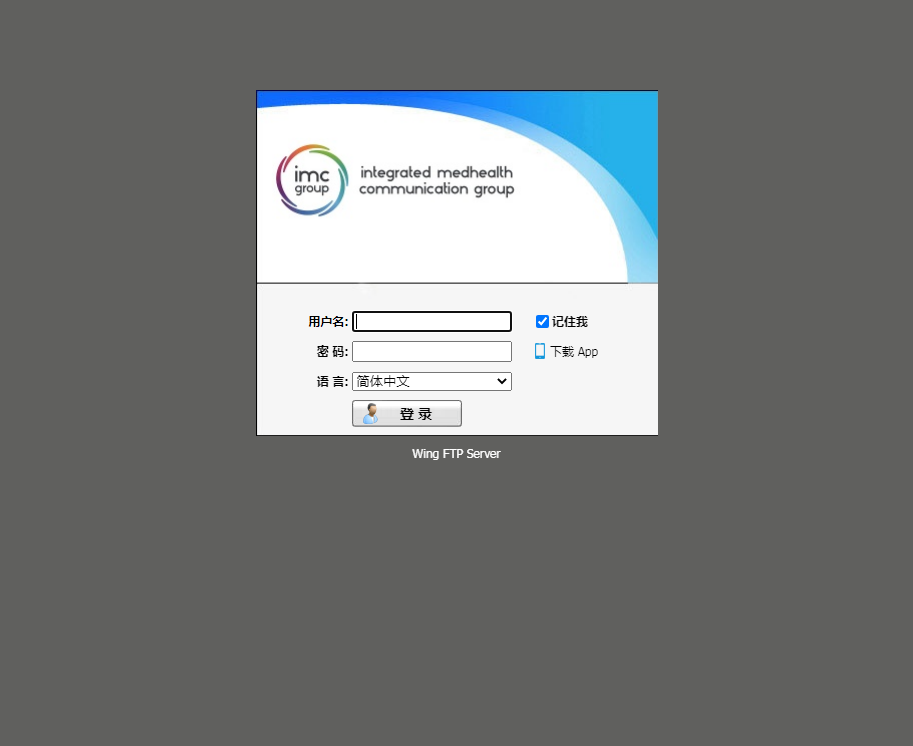 imc group
integrated medhealth
communication group
用户名: 记住我
密 码: 下载 App
语 言: 简体中文
登 录
Wing FTP Server